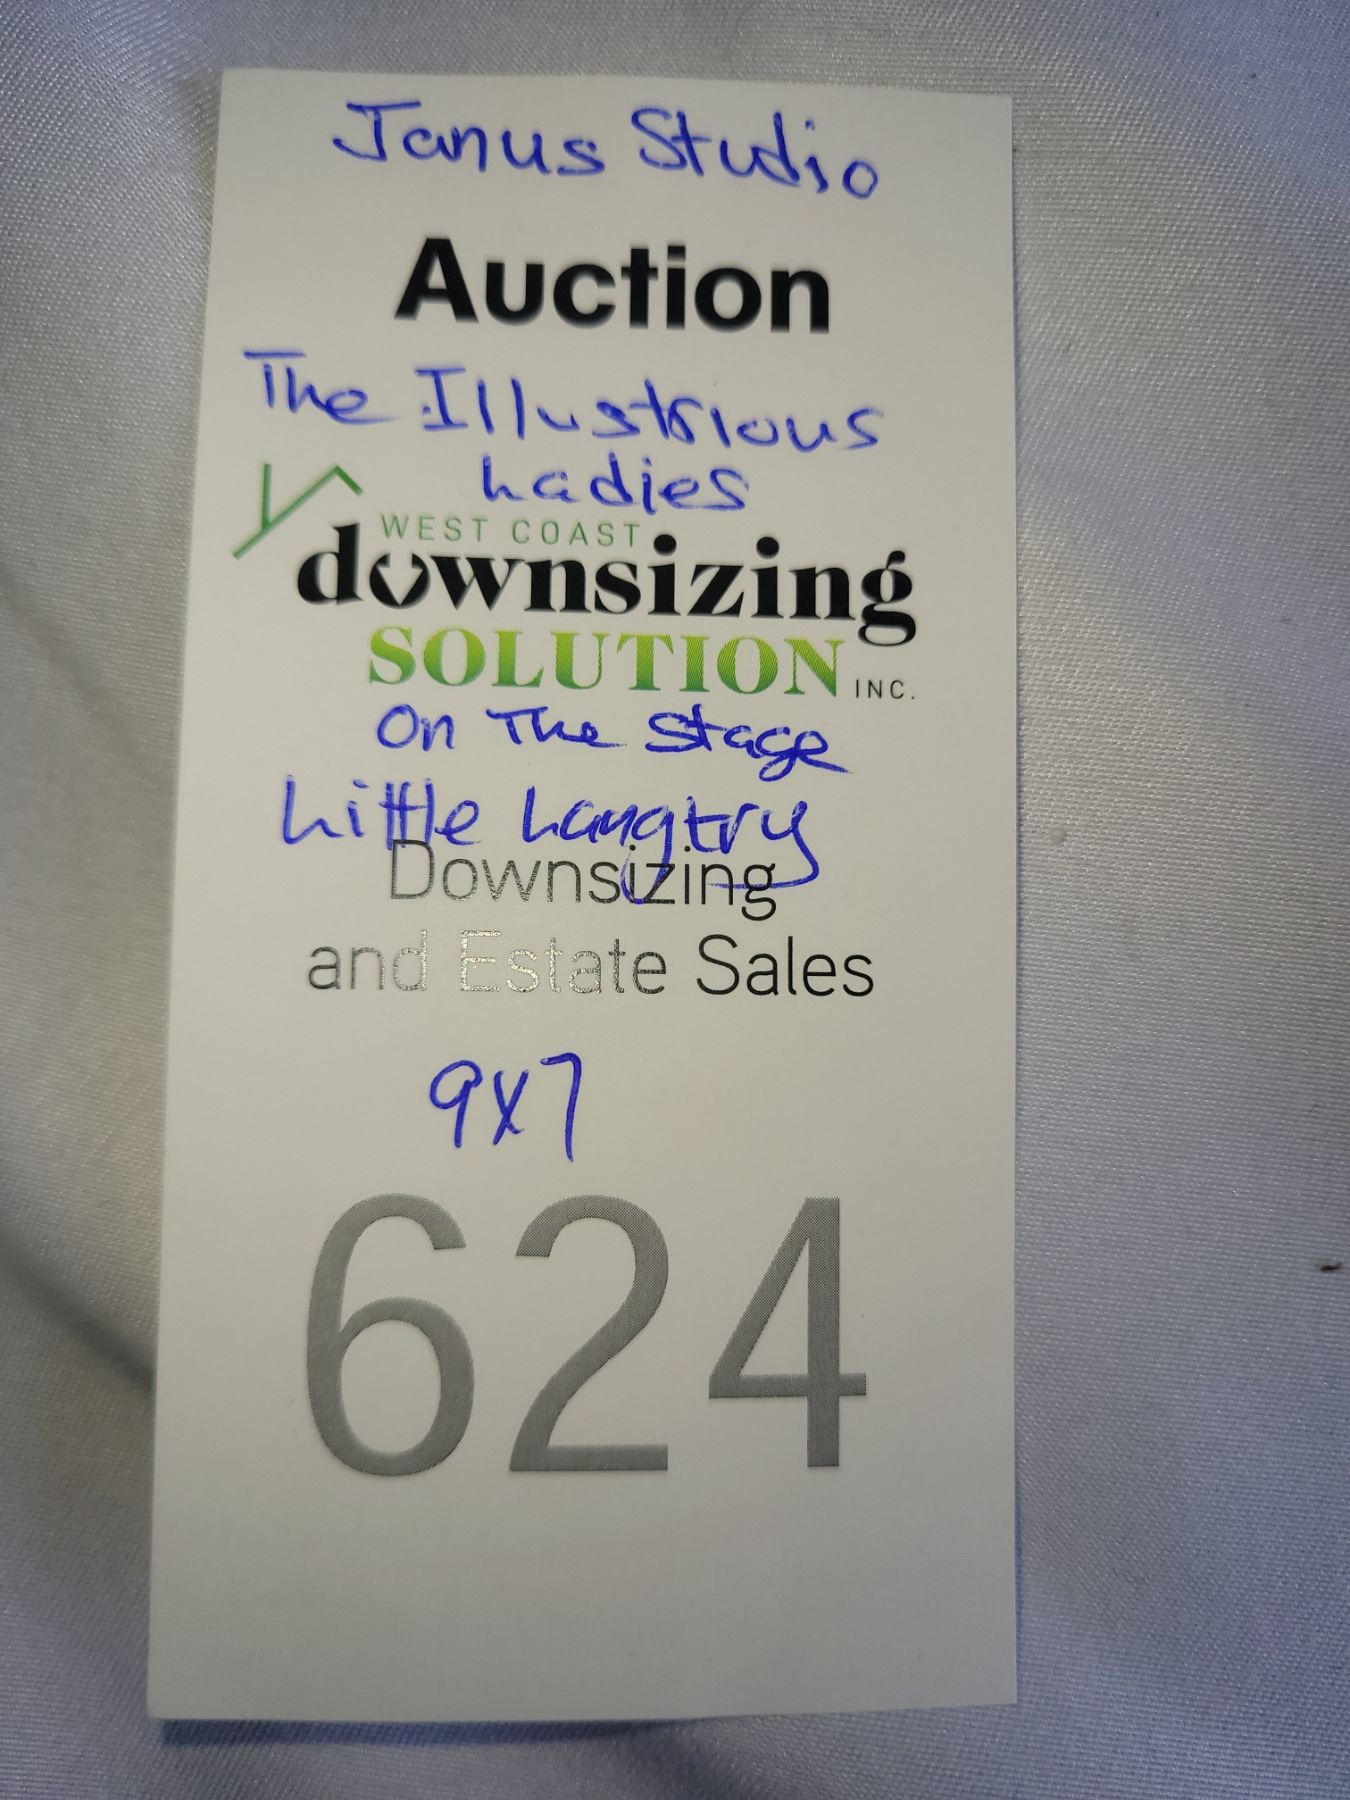 Janus Studio
Auction
The Illustrious
Ladies
WEST COAST
downsizing
SOLUTION INC.
On The Stage
Little Langtry
Downsizing
and Estate Sales
9x7
624